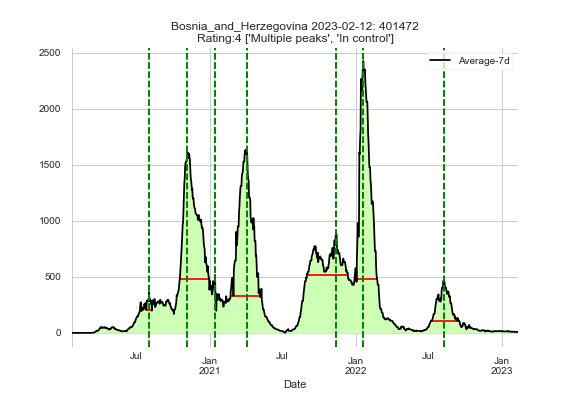 Bosnia_and_Herzegovina 2023-02-12: 401472
Rating:4 ['Multiple peaks', 'In control']
Average-7d
2500
2000
1500
1000
500
0
Jul
Jan
2021
Jul
Jan
2022
Jul
Jan
2023
Date